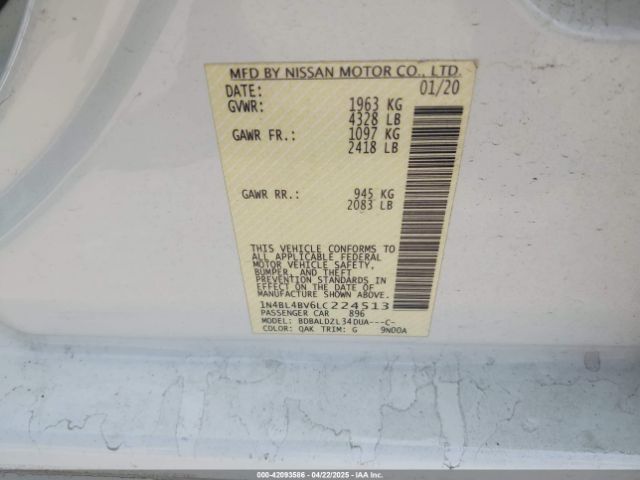 MFD BY NISSAN MOTOR CO., LTD.
DATE: 01/20
GVWR: 1963 KG
4328 LB
GAWR FR.: 1097 KG
2418 LB
GAWR RR.: 945 KG
2083 LB
THIS VEHICLE CONFORMS TO
ALL APPLICABLE FEDERAL
MOTOR VEHICLE SAFETY,
BUMPER, AND THEFT
PREVENTION STANDARDS
IN EFFECT ON THE DATE OF
MANUFACTURE SHOWN ABOVE.
1N4BL4BV6LC224513
PASSENGER CAR 896
MODEL: BDBALDZL34DUA---C-
COLOR: QAK TRIM: G 9N00A
000-42093586 - 04/22/2025 - IAA Inc.